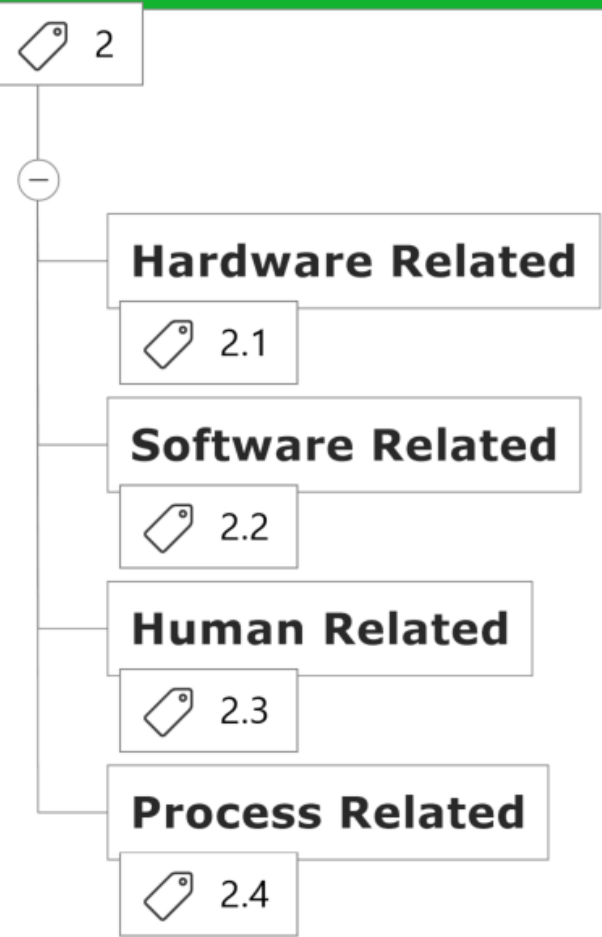 2
Hardware Related
2.1
Software Related
2.2
Human Related
2.3
Process Related
2.4